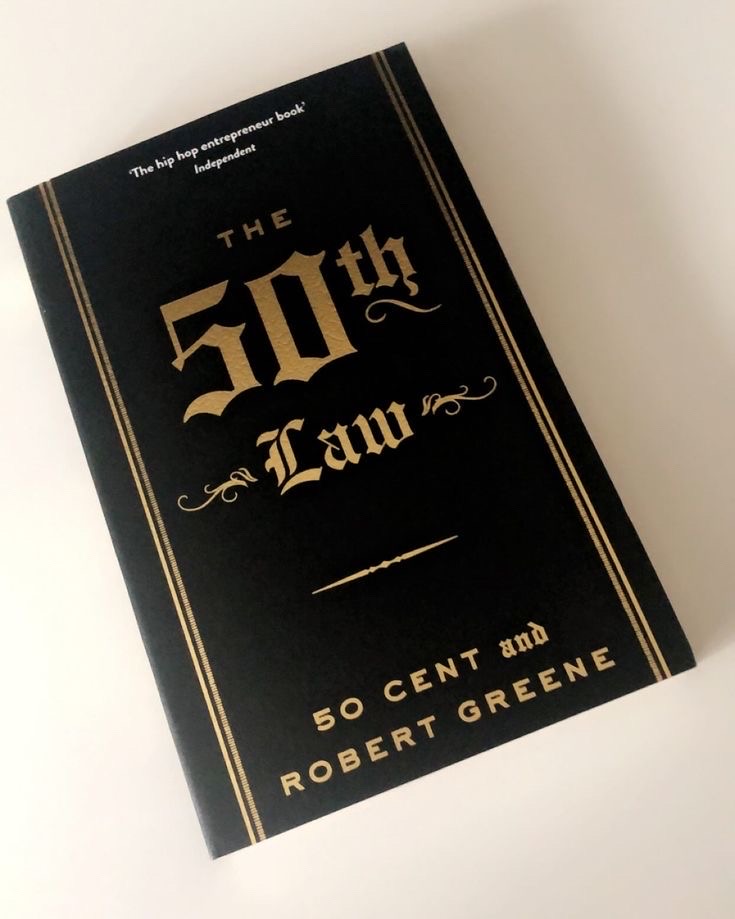 ‘The hip hop entrepreneur book’
Independent
THE
50th
Law
50 CENT and
ROBERT GREENE